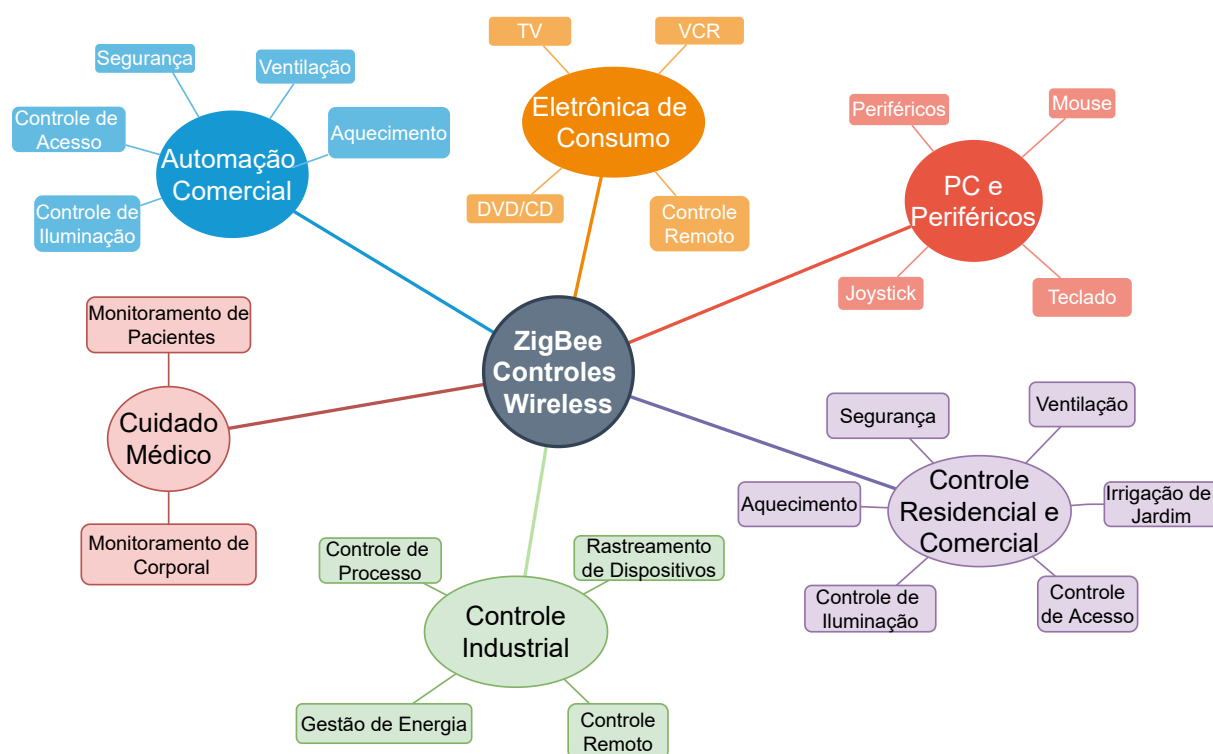 TV
VCR
Segurança
Ventilação
Controle de
Acesso
Aquecimento
Automação
Comercial
Controle de
Iluminação
Eletrônica de
Consumo
DVD/CD
Controle
Remoto
Periféricos
Mouse
PC e
Periféricos
Joystick
Teclado
ZigBee
Controles
Wireless
Monitoramento de
Pacientes
Cuidado
Médico
Monitoramento de
Corporal
Segurança
Ventilação
Aquecimento
Controle
Residencial e
Comercial
Irrigação de
Jardim
Controle de
Iluminação
Controle
de Acesso
Controle de
Processo
Rastreamento
de Dispositivos
Controle
Industrial
Gestão de Energia
Controle
Remoto